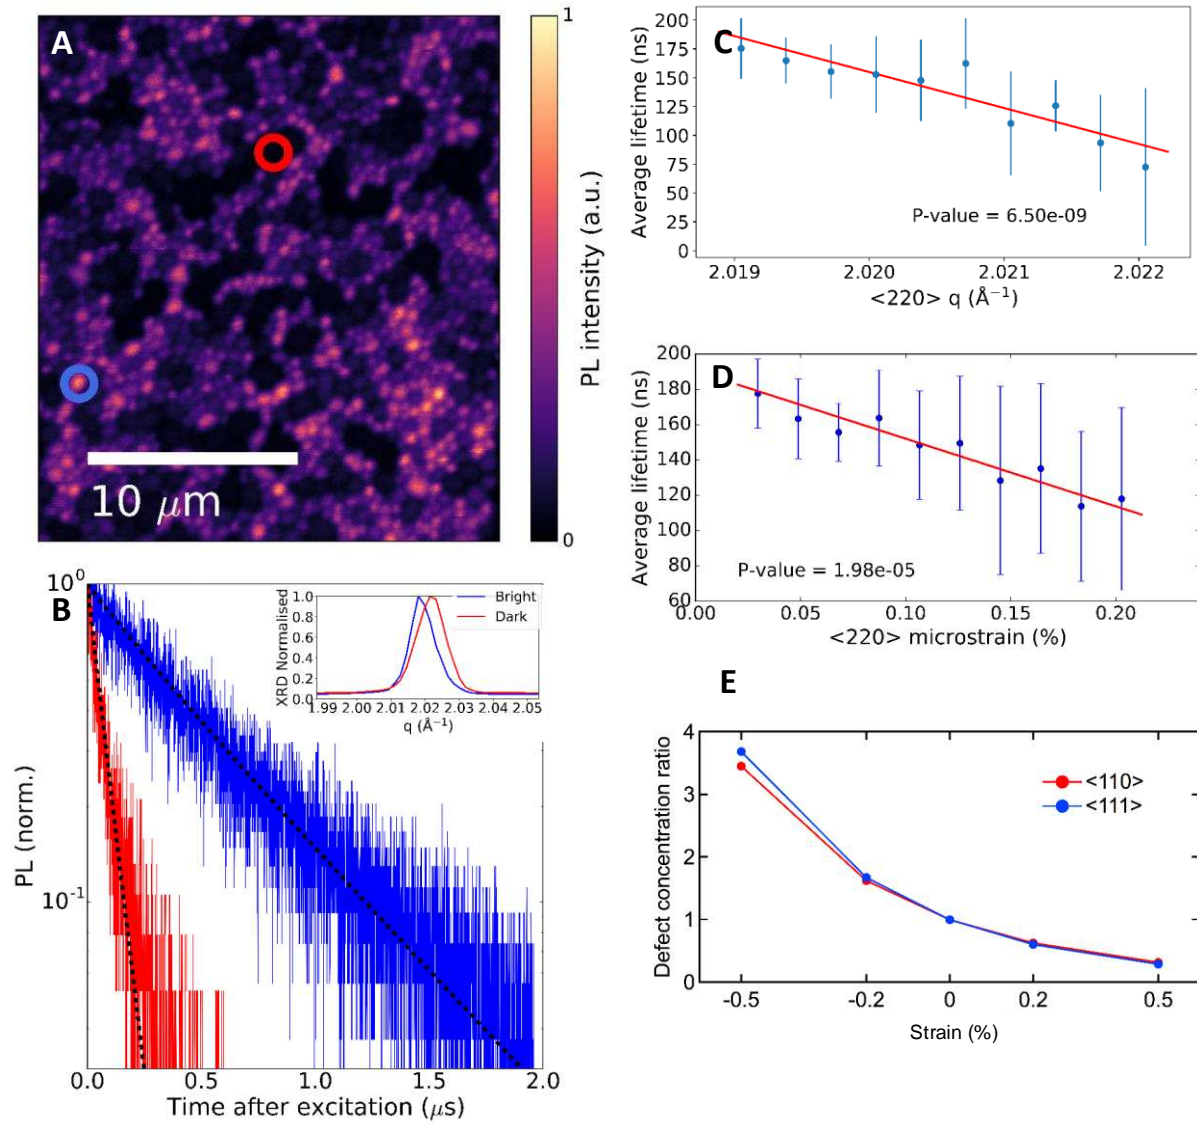 A
1
PL intensity (a.u.)
0
10 μm
B
10⁰
10⁻¹
PL (norm.)
0.0
0.5
1.0
1.5
2.0
Time after excitation (μs)
XRD Normalised
1.0
0.8
0.6
0.4
0.2
0.0
1.99 2.00 2.01 2.02 2.03 2.04 2.05
q (Å⁻¹)
Bright
Dark
C
Average lifetime (ns)
200
175
150
125
100
75
50
25
0
P-value = 6.50e-09
2.019
2.020
2.021
2.022
<220> q (Å⁻¹)
D
Average lifetime (ns)
200
180
160
140
120
100
80
60
P-value = 1.98e-05
0.00
0.05
0.10
0.15
0.20
<220> microstrain (%)
E
Defect concentration ratio
4
3
2
1
0
<110>
<111>
-0.5
-0.2
0
0.2
0.5
Strain (%)